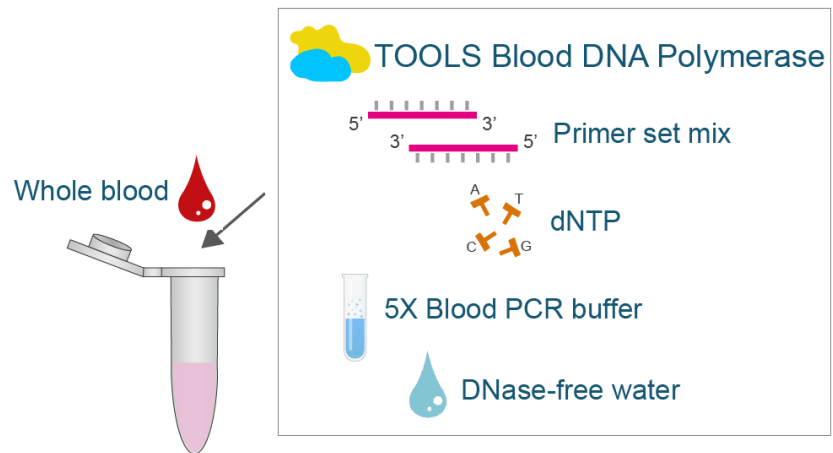 TOOLS Blood DNA Polymerase
5’ 3’
3’ 5’
Primer set mix
Whole blood
A T
dNTP
C G
5X Blood PCR buffer
DNase-free water